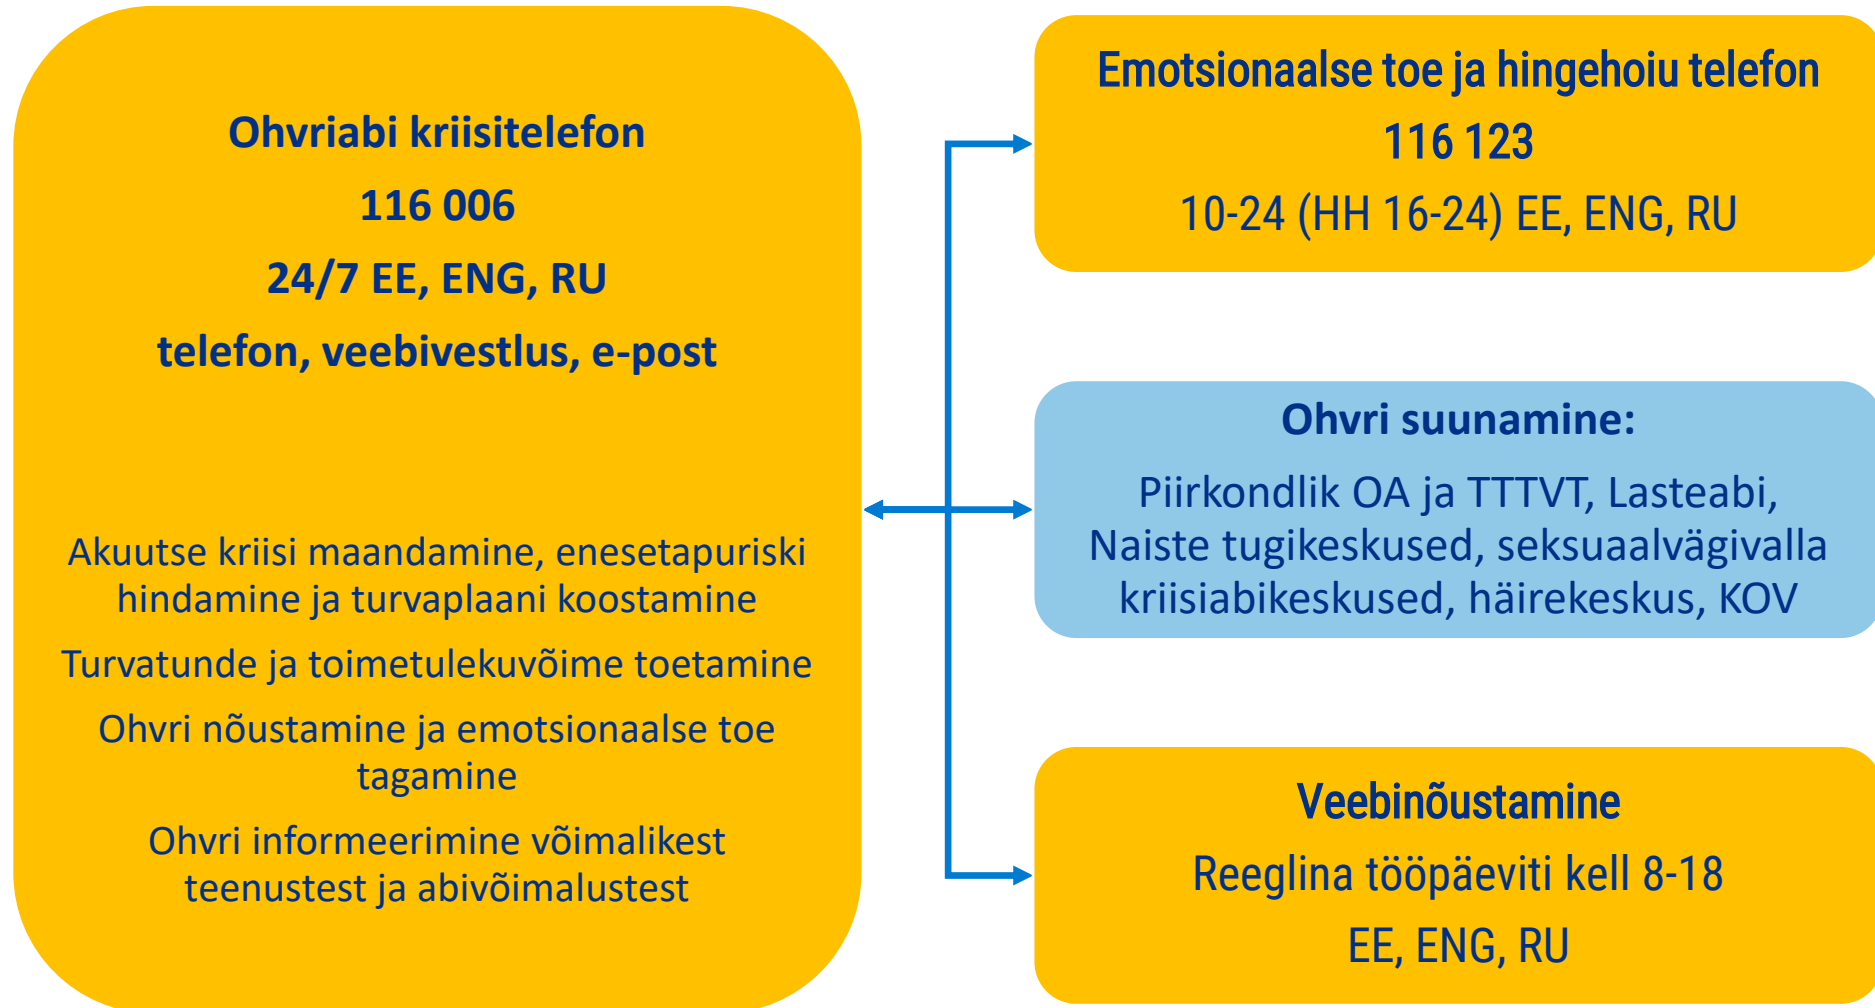 Ohvriabi kriisitelefon
116 006
24/7 EE, ENG, RU
telefon, veebivestlus, e-post
Akuutse kriisi maandamine, enesetapuriski
hindamine ja turvaplaani koostamine
Turvatunde ja toimetulekuvõime toetamine
Ohvri nõustamine ja emotsionaalse toe
tagamine
Ohvri informeerimine võimalikest
teenustest ja abivõimalustest
Emotsionaalse toe ja hingehoiu telefon
116 123
10-24 (HH 16-24) EE, ENG, RU
Ohvri suunamine:
Piirkondlik OA ja TTTVT, Lasteabi,
Naiste tugikeskused, seksuaalvägivalla
kriisiabikeskused, häirekeskus, KOV
Veebinõustamine
Reeglina tööpäeviti kell 8-18
EE, ENG, RU